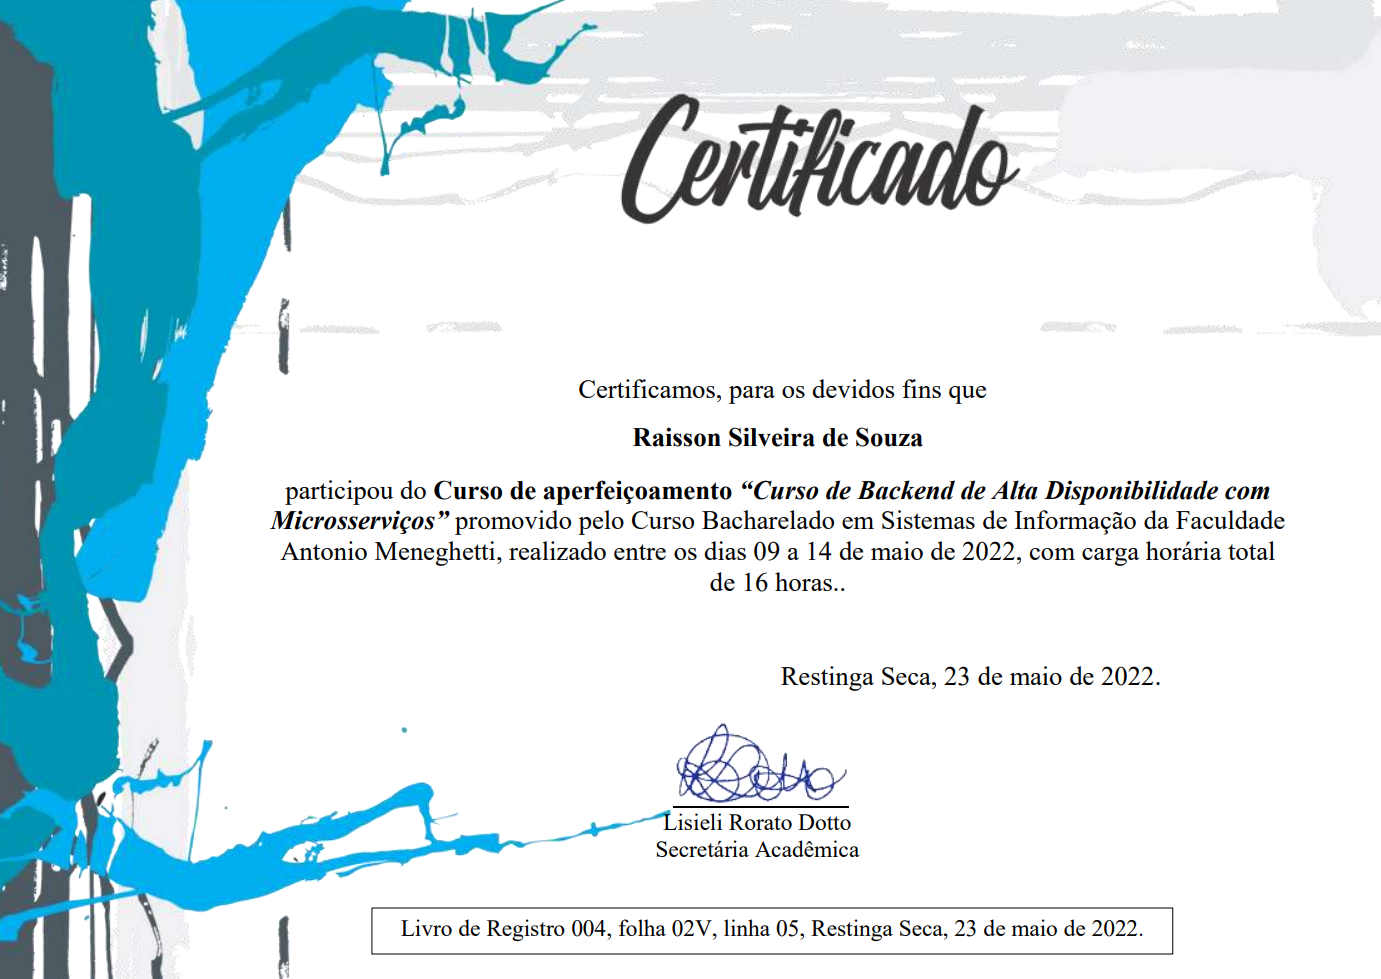 Certificado
Certificamos, para os devidos fins que
Raisson Silveira de Souza
participou do Curso de aperfeiçoamento “Curso de Backend de Alta Disponibilidade com
Microsserviços” promovido pelo Curso Bacharelado em Sistemas de Informação da Faculdade
Antonio Meneghetti, realizado entre os dias 09 a 14 de maio de 2022, com carga horária total
de 16 horas..
Restinga Seca, 23 de maio de 2022.
Lisieli Rorato Dotto
Secretária Acadêmica
Livro de Registro 004, folha 02V, linha 05, Restinga Seca, 23 de maio de 2022.